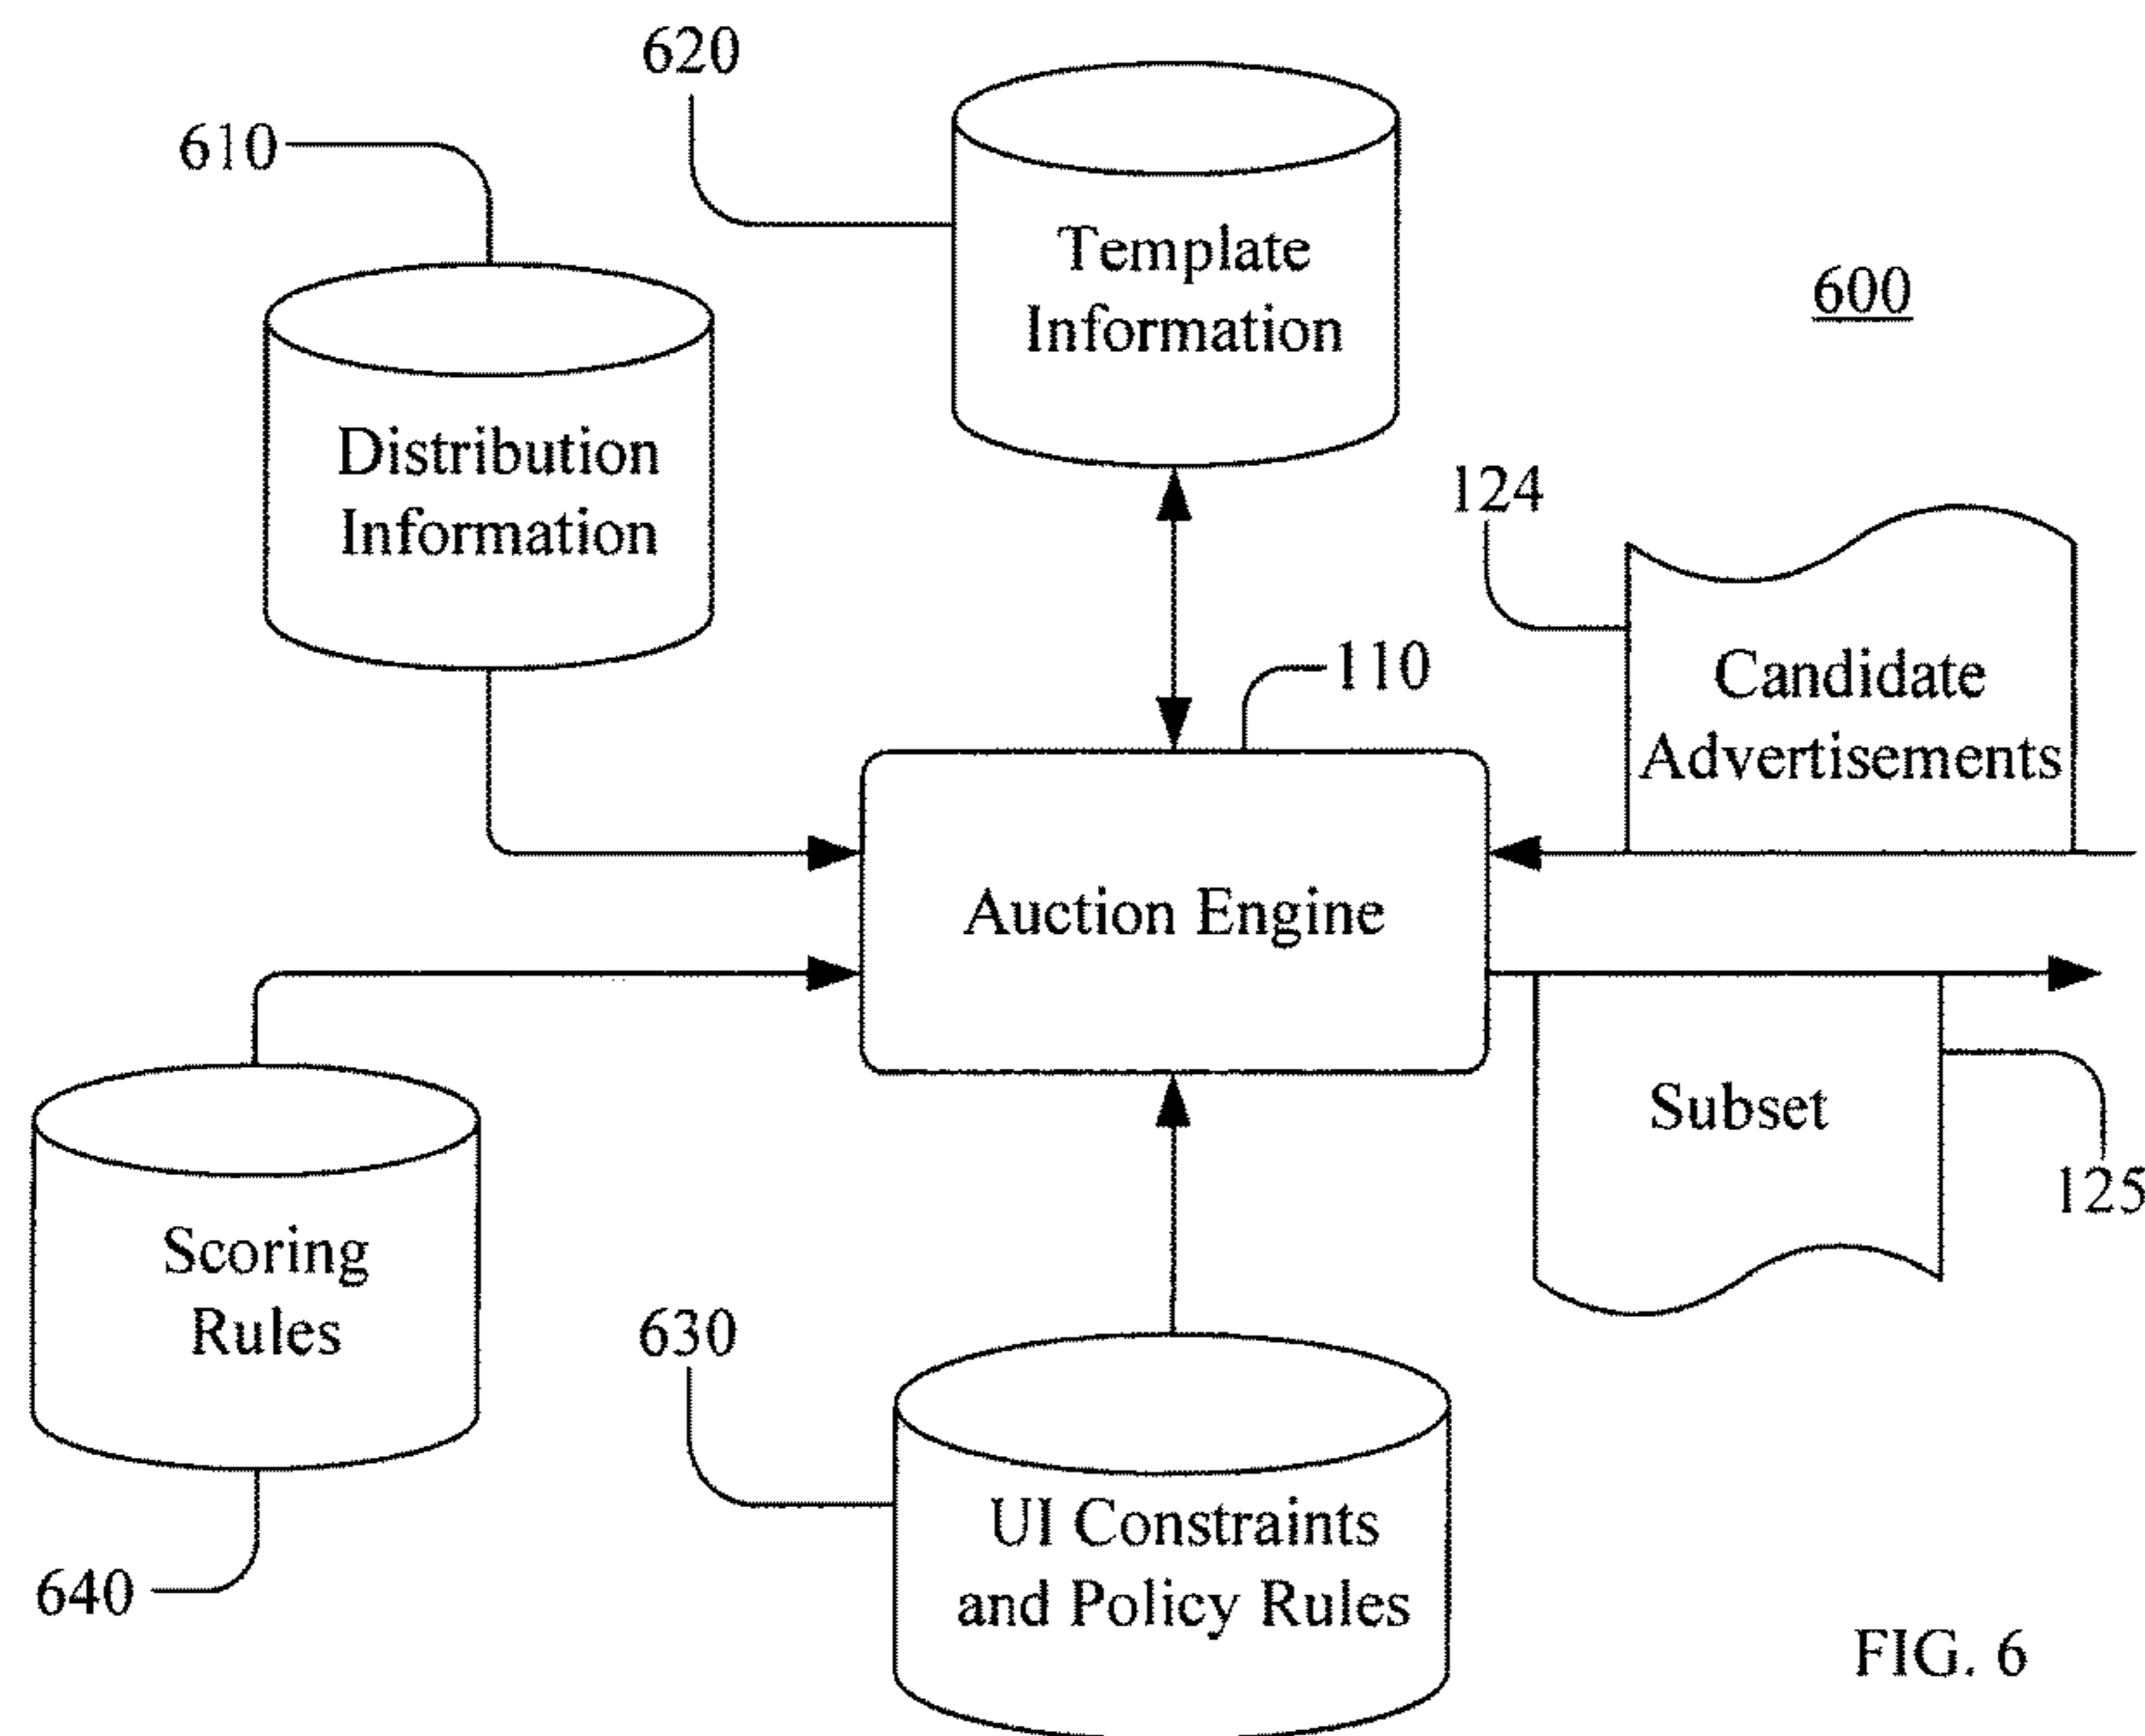 620
610
Template
Information
600
Distribution
Information
124
110
Candidate
Advertisements
Auction Engine
Subset
125
Scoring
Rules
630
640
UI Constraints
and Policy Rules
FIG. 6